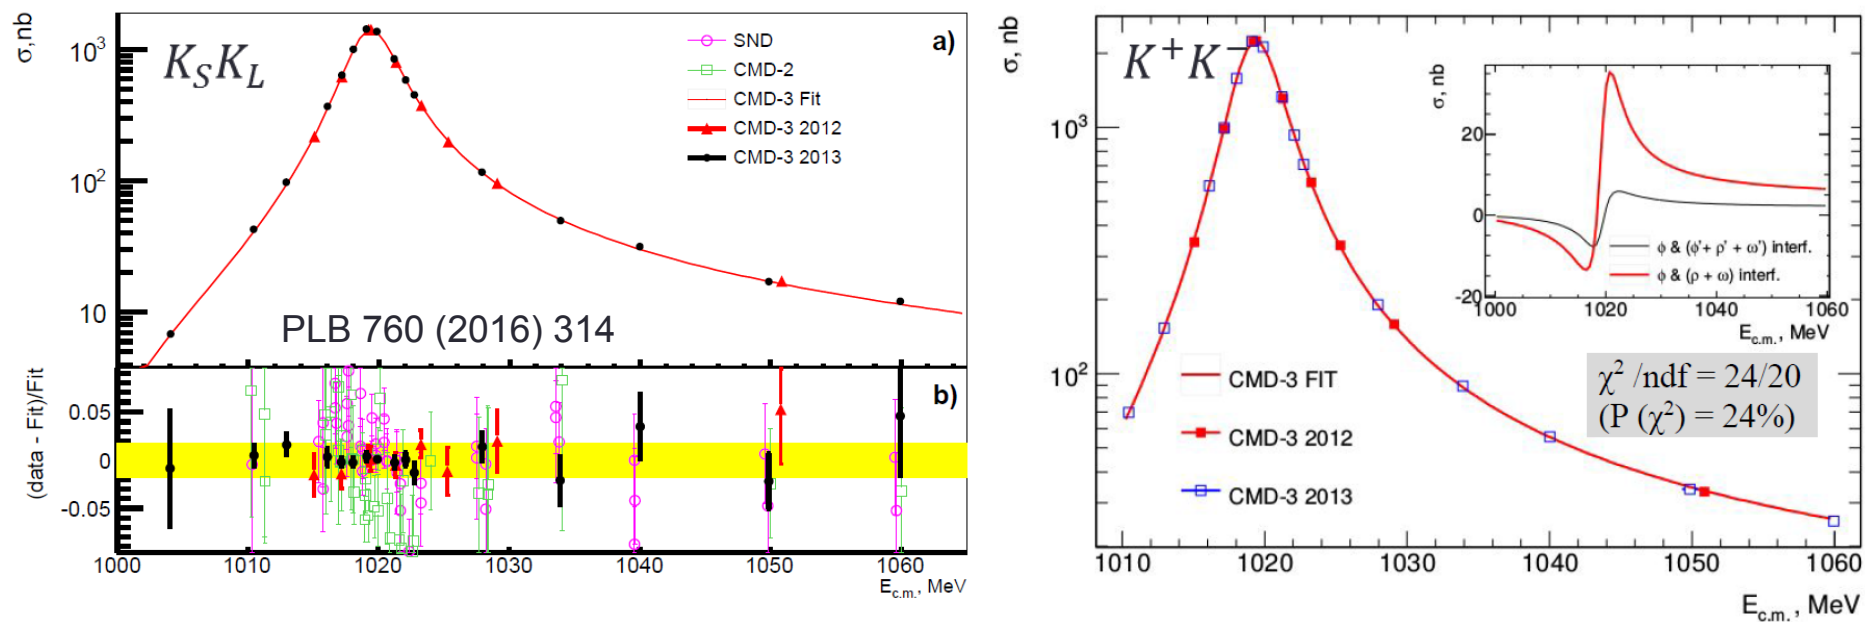 σ,nb
10³
10²
10
K_S K_L
a)
SND
CMD-2
CMD-3 Fit
CMD-3 2012
CMD-3 2013
PLB 760 (2016) 314
(data - Fit)/Fit
0.05
0
-0.05
b)
1000 1010 1020 1030 1040 1050 1060
E_c.m., MeV
σ, nb
10³
10²
K⁺K⁻
σ, nb
20
0
-20
ϕ & (ϕ'+ ρ' + ω') interf.
ϕ & (ρ + ω) interf.
1000 1020 1040 1060
E_c.m., MeV
χ² /ndf = 24/20
(P (χ²) = 24%)
CMD-3 FIT
CMD-3 2012
CMD-3 2013
1010 1020 1030 1040 1050 1060
E_c.m., MeV